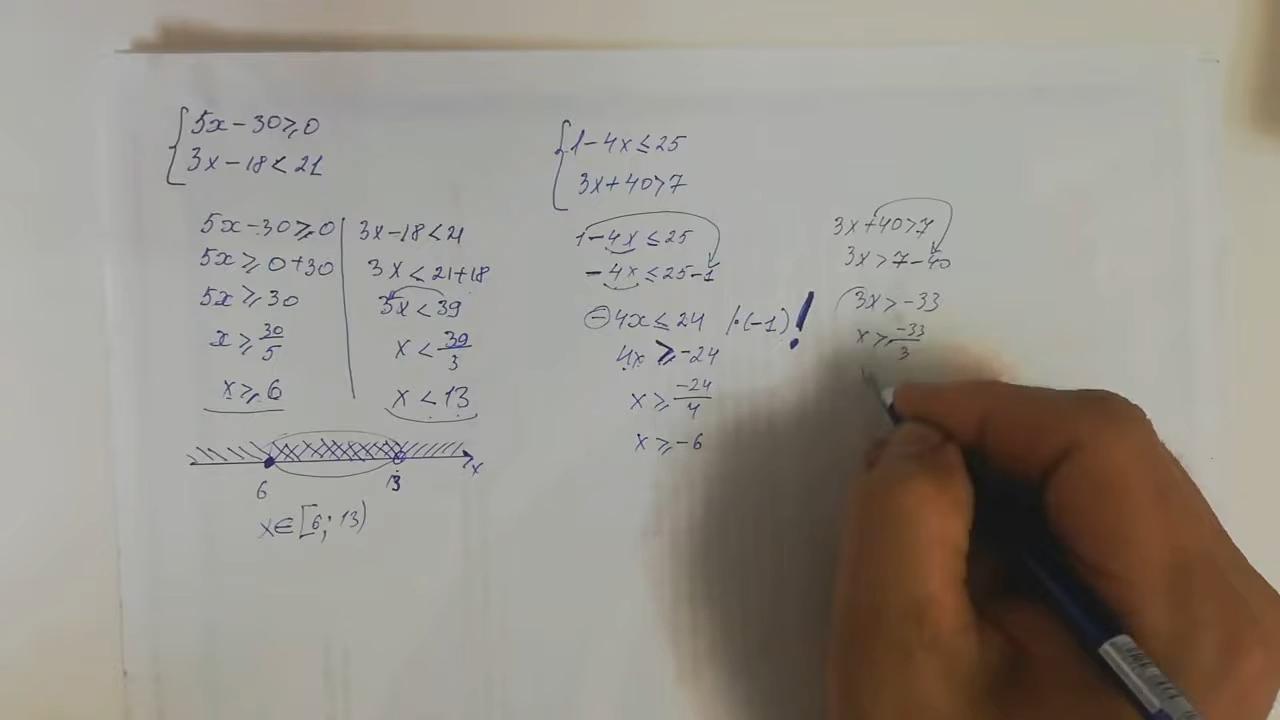 5x-30⩾0
3x-18<21
5x-30⩾0
5x⩾0+30
5x⩾30
x⩾30/5
x⩾6
3x-18<21
3x<21+18
3x<39
x<39/3
x<13
6 13 x
x∈[6;13)
1-4x≤25
3x+40>7
1-4x≤25
-4x≤25-1
-4x≤24 /·(-1)!
4x⩾-24
x⩾-24/4
x⩾-6
3x+40>7
3x>7-40
3x>-33
x>-33/3